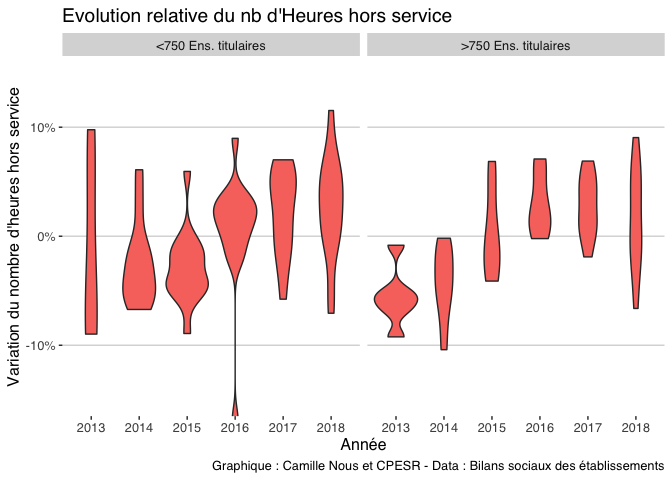 Evolution relative du nb d'Heures hors service
<750 Ens. titulaires >750 Ens. titulaires
Variation du nombre d'heures hors service
10%
0%
-10%
2013 2014 2015 2016 2017 2018 2013 2014 2015 2016 2017 2018
Année
Graphique : Camille Nous et CPESR - Data : Bilans sociaux des établissements